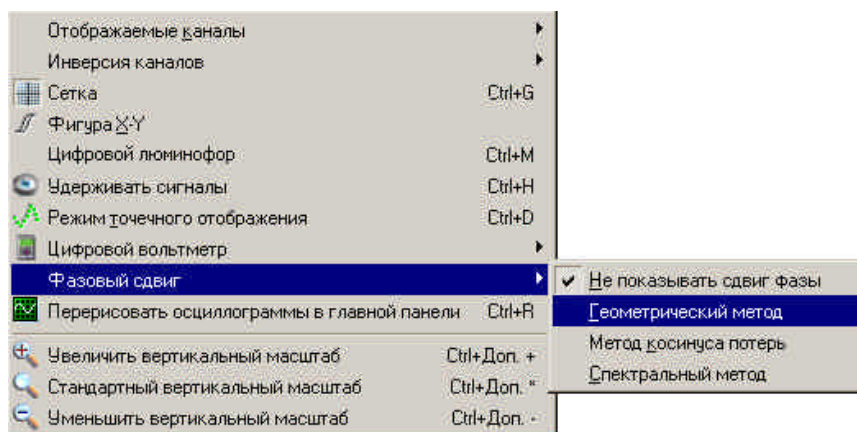 Отображаемые каналы
Инверсия каналов
Сетка Ctrl+G
Фигура X-Y
Цифровой люминофор Ctrl+M
Удерживать сигналы Ctrl+H
Режим точечного отображения Ctrl+D
Цифровой вольтметр
Фазовый сдвиг
Перерисовать осциллограммы в главной панели Ctrl+R
Увеличить вертикальный масштаб Ctrl+Доп. +
Стандартный вертикальный масштаб Ctrl+Доп. *
Уменьшить вертикальный масштаб Ctrl+Доп. -
Не показывать сдвиг фазы
Геометрический метод
Метод косинуса потерь
Спектральный метод